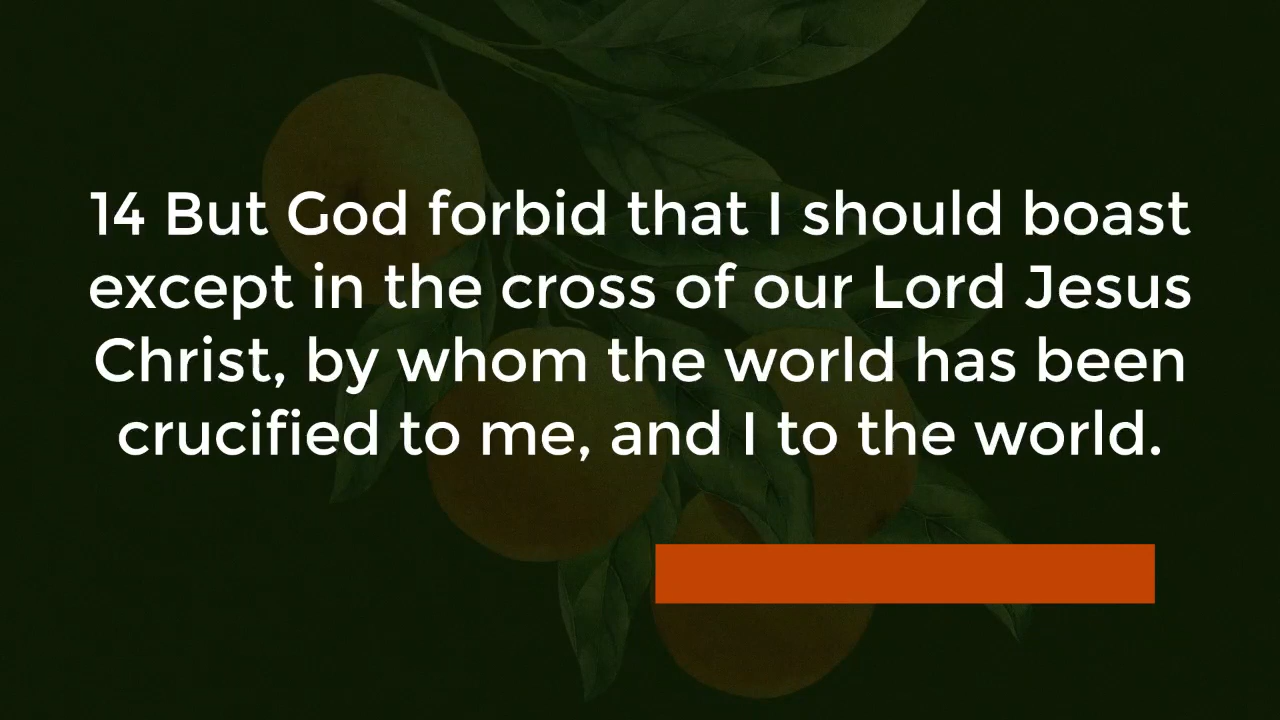 14 But God forbid that I should boast
except in the cross of our Lord Jesus
Christ, by whom the world has been
crucified to me, and I to the world.